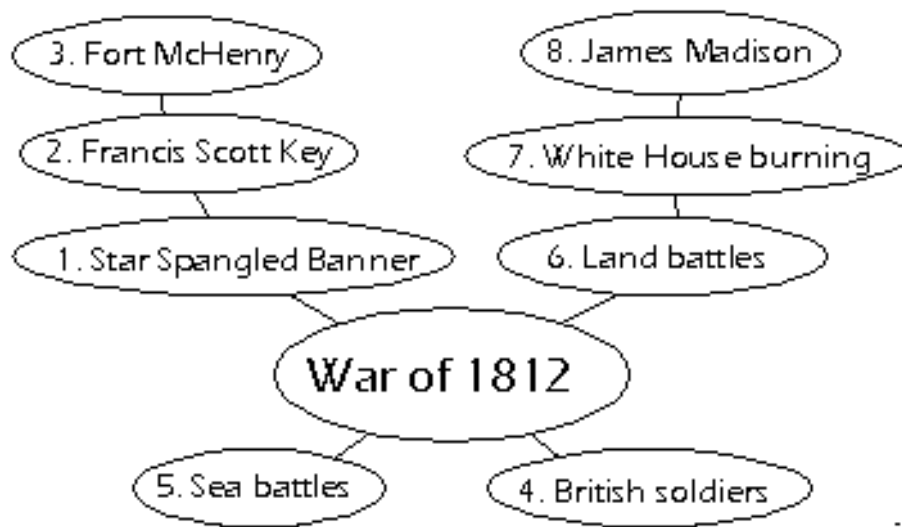 3. Fort McHenry
8. James Madison
2. Francis Scott Key
7. White House burning
1. Star Spangled Banner
6. Land battles
War of 1812
5. Sea battles
4. British soldiers